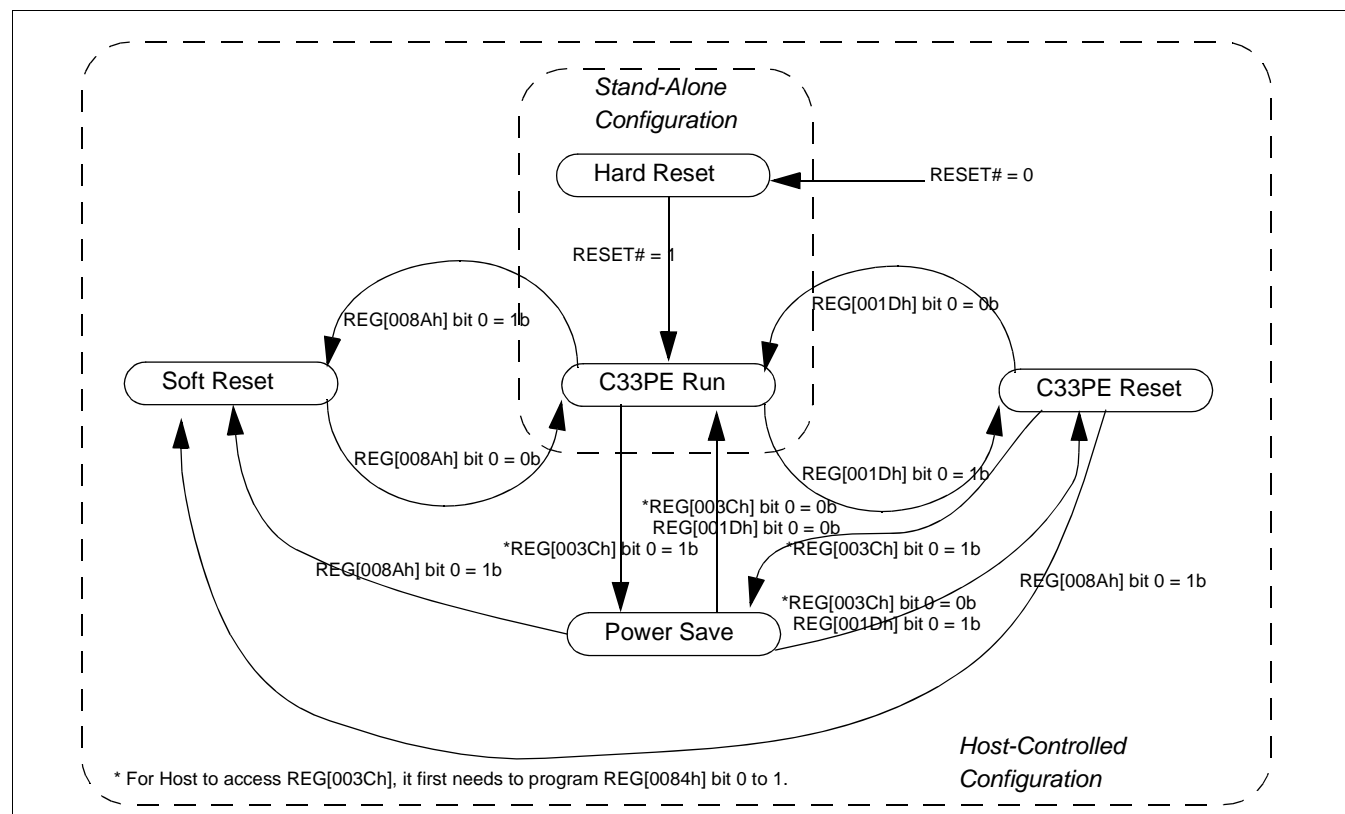 Stand-Alone
Configuration
Hard Reset
RESET# = 0
RESET# = 1
REG[008Ah] bit 0 = 1b
REG[001Dh] bit 0 = 0b
Soft Reset
C33PE Run
C33PE Reset
REG[008Ah] bit 0 = 0b
REG[001Dh] bit 0 = 1b
*REG[003Ch] bit 0 = 0b
REG[001Dh] bit 0 = 0b
*REG[003Ch] bit 0 = 1b
*REG[003Ch] bit 0 = 1b
REG[008Ah] bit 0 = 1b
REG[008Ah] bit 0 = 1b
*REG[003Ch] bit 0 = 0b
REG[001Dh] bit 0 = 1b
Power Save
Host-Controlled
Configuration
* For Host to access REG[003Ch], it first needs to program REG[0084h] bit 0 to 1.